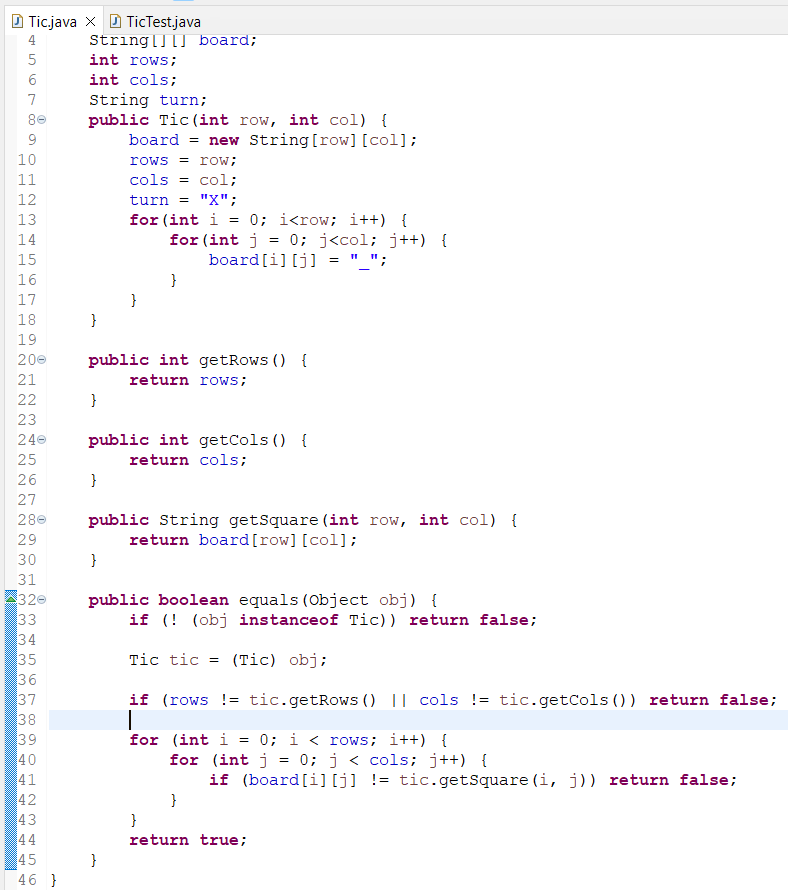 Tic.java TicTest.java
4     String[][] board;
5     int rows;
6     int cols;
7     String turn;
8     public Tic(int row, int col) {
9         board = new String[row][col];
10         rows = row;
11         cols = col;
12         turn = "X";
13         for(int i = 0; i<row; i++) {
14             for(int j = 0; j<col; j++) {
15                 board[i][j] = "_";
16             }
17         }
18     }
19
20     public int getRows() {
21         return rows;
22     }
23
24     public int getCols() {
25         return cols;
26     }
27
28     public String getSquare(int row, int col) {
29         return board[row][col];
30     }
31
32     public boolean equals(Object obj) {
33         if (! (obj instanceof Tic)) return false;
34
35         Tic tic = (Tic) obj;
36
37         if (rows != tic.getRows() || cols != tic.getCols()) return false;
38
39         for (int i = 0; i < rows; i++) {
40             for (int j = 0; j < cols; j++) {
41                 if (board[i][j] != tic.getSquare(i, j)) return false;
42             }
43         }
44         return true;
45     }
46 }